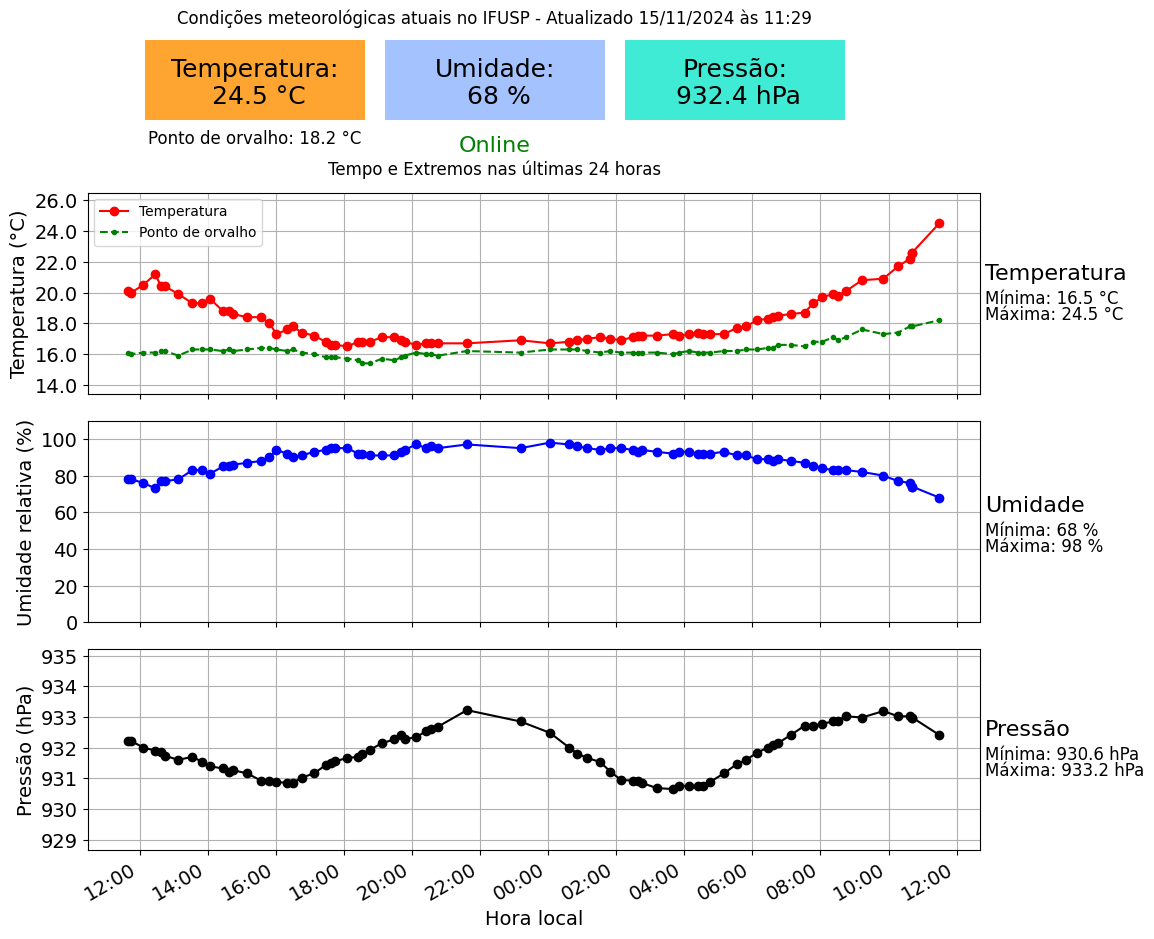 Condições meteorológicas atuais no IFUSP - Atualizado 15/11/2024 às 11:29
Temperatura:
24.5 °C
Umidade:
68 %
Pressão:
932.4 hPa
Ponto de orvalho: 18.2 °C
Online
Tempo e Extremos nas últimas 24 horas
Temperatura (°C)
26.0
24.0
22.0
20.0
18.0
16.0
14.0
Temperatura
Ponto de orvalho
Temperatura
Mínima: 16.5 °C
Máxima: 24.5 °C
Umidade relativa (%)
100
80
60
40
20
0
Umidade
Mínima: 68 %
Máxima: 98 %
Pressão (hPa)
935
934
933
932
931
930
929
Pressão
Mínima: 930.6 hPa
Máxima: 933.2 hPa
12:00 14:00 16:00 18:00 20:00 22:00 00:00 02:00 04:00 06:00 08:00 10:00 12:00
Hora local